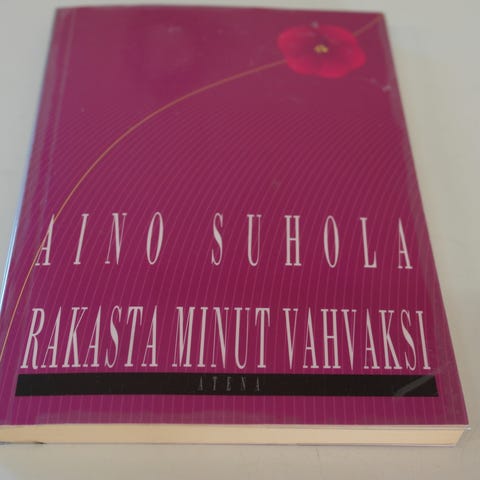 AINO SUHOLA
RAKASTA MINUT VAHVAKSI
ATENA